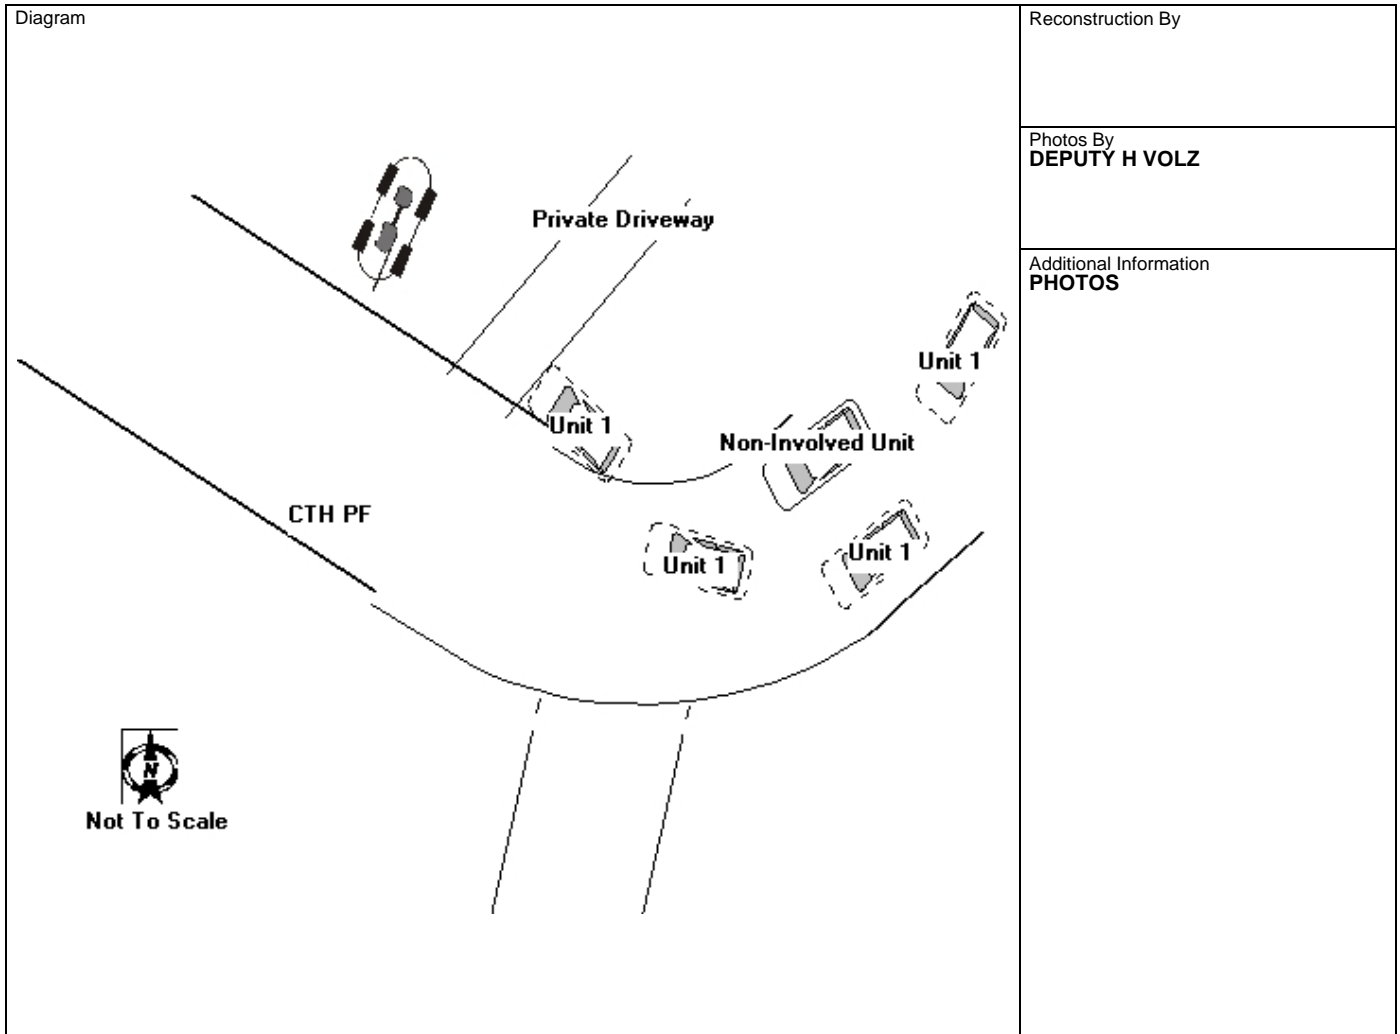 Diagram
Reconstruction By
Photos By
DEPUTY H VOLZ
Additional Information
PHOTOS
Private Driveway
Unit 1
Unit 1
Non-Involved Unit
CTH PF
Unit 1
Unit 1
N
Not To Scale